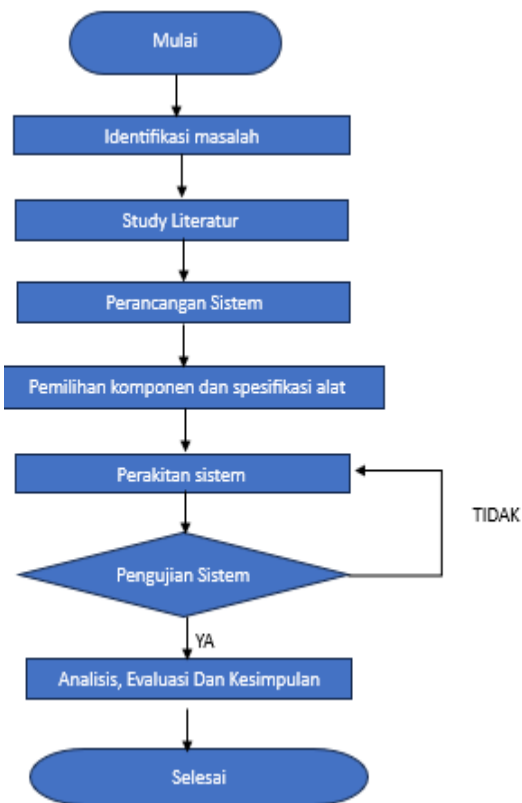 Mulai
Identifikasi masalah
Study Literatur
Perancangan Sistem
Pemilihan komponen dan spesifikasi alat
Perakitan sistem
TIDAK
Pengujian Sistem
YA
Analisis, Evaluasi Dan Kesimpulan
Selesai